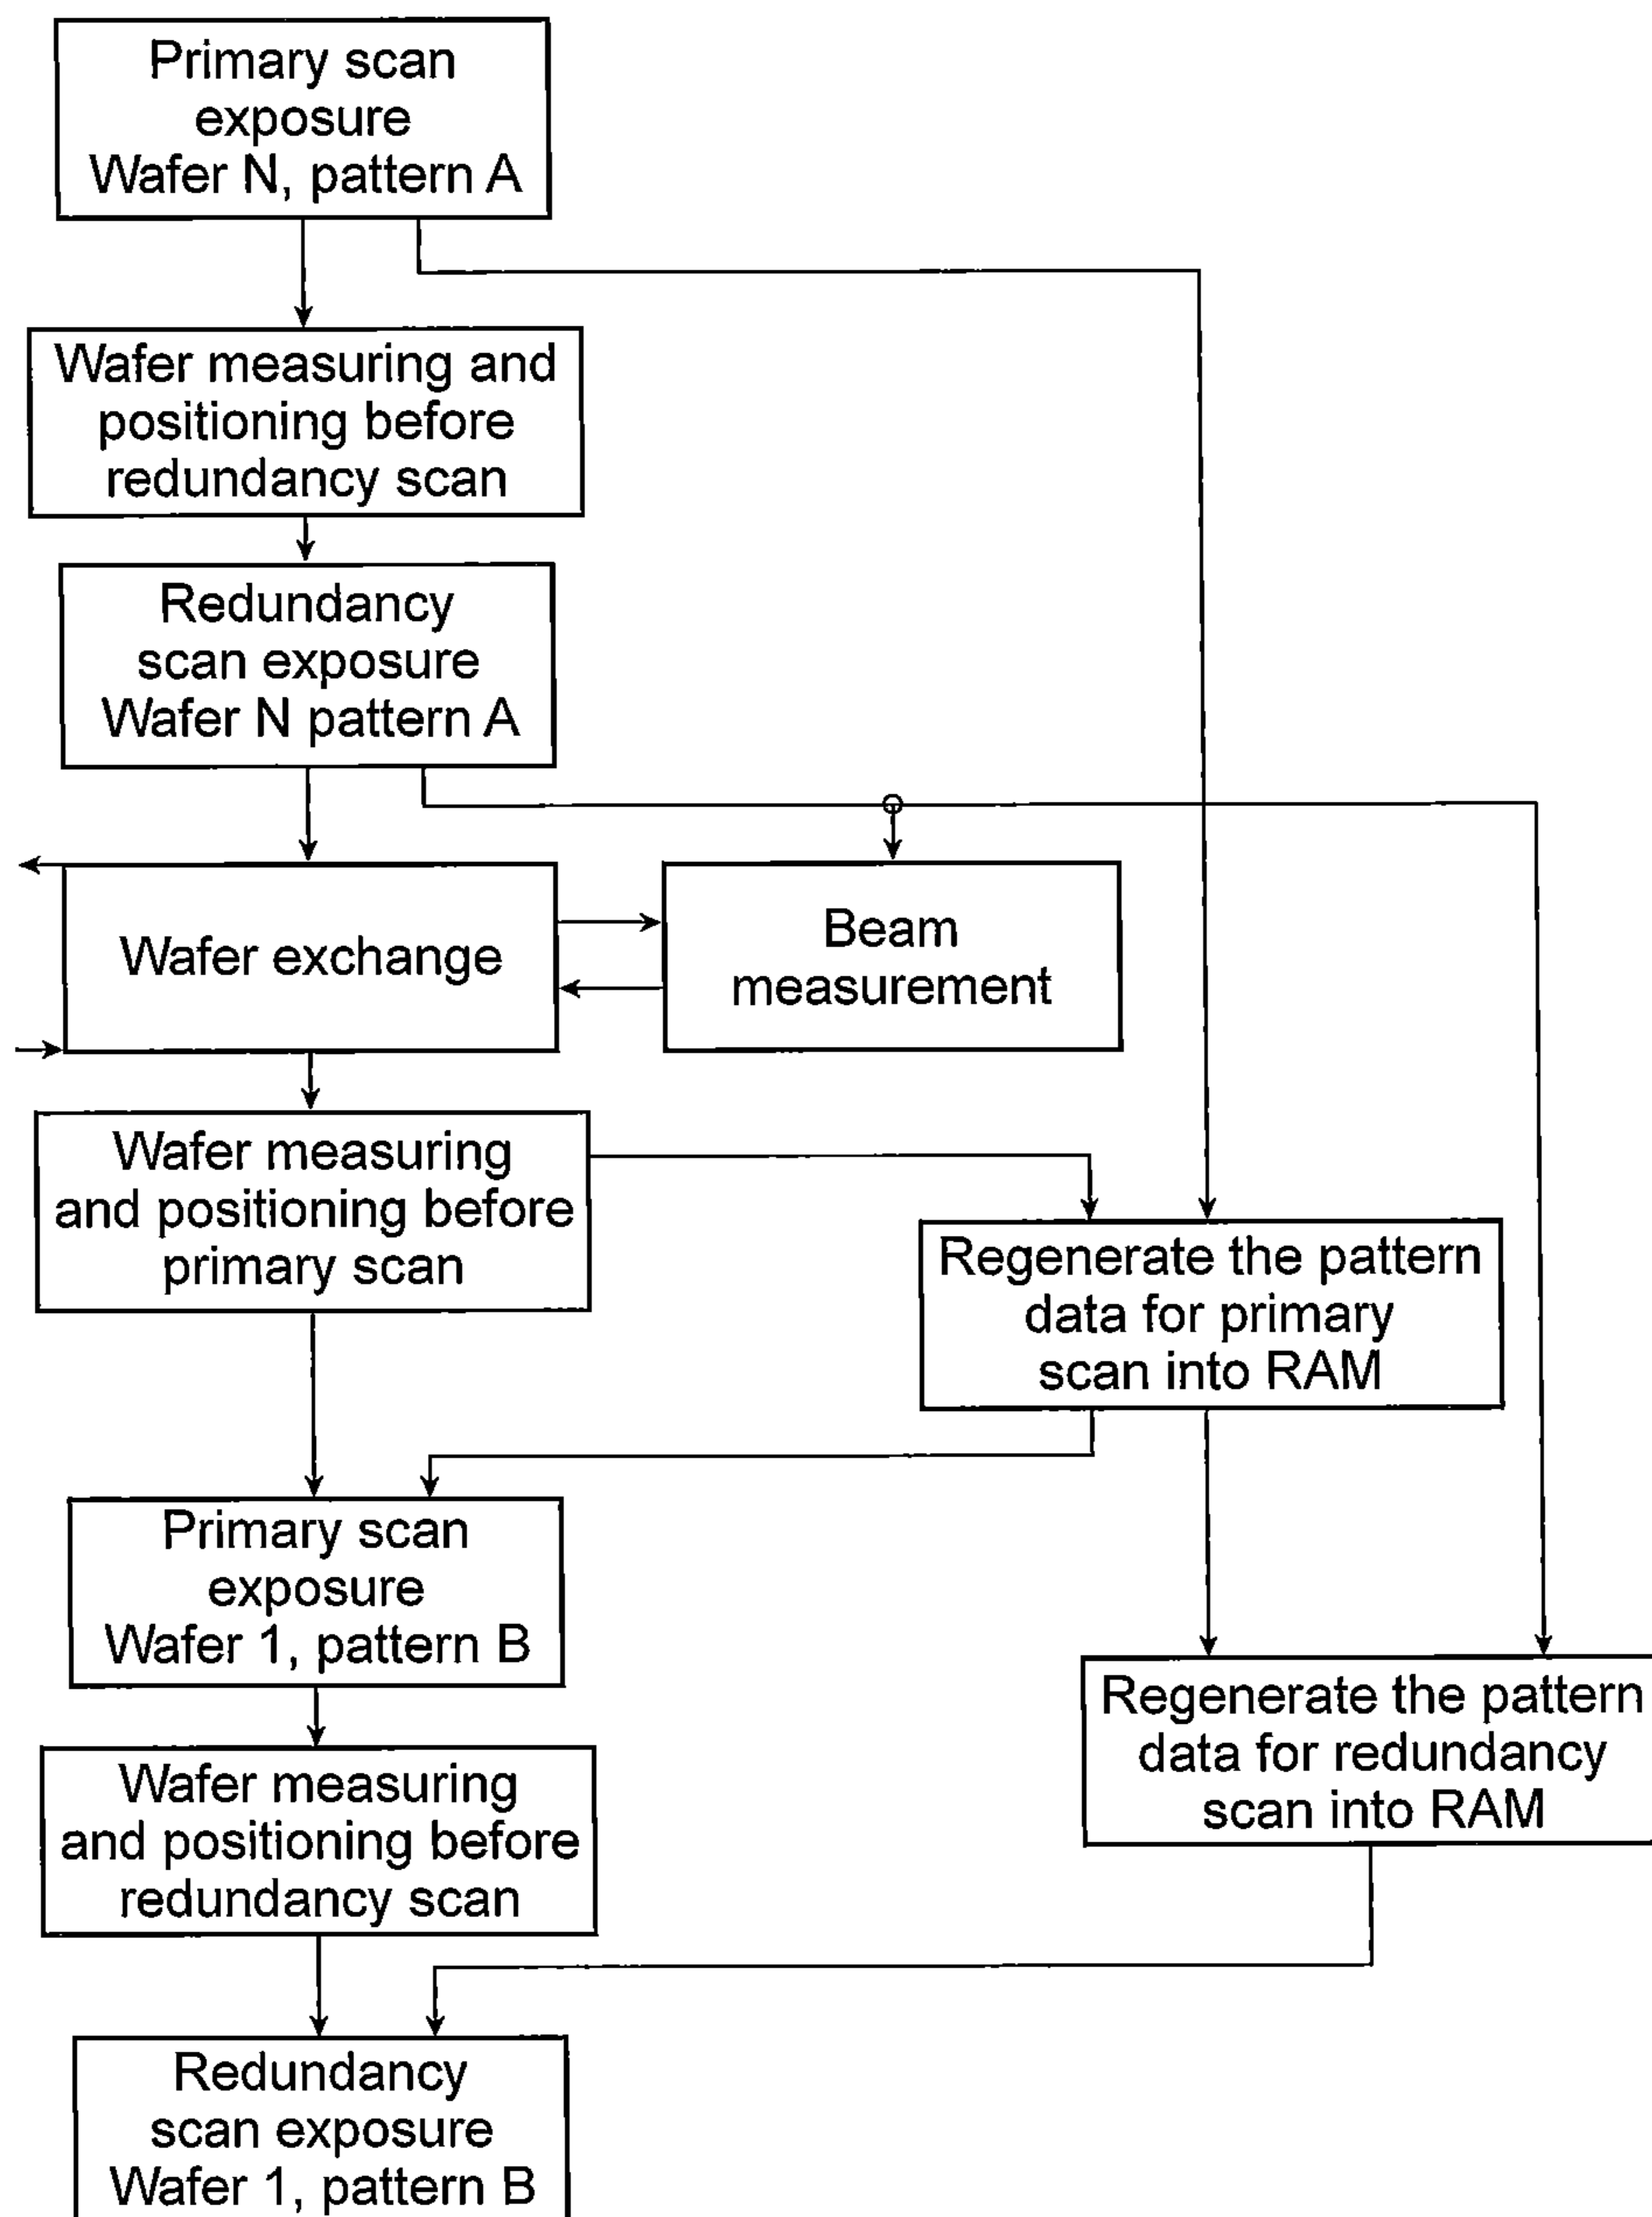 Primary scan
exposure
Wafer N, pattern A
Wafer measuring and
positioning before
redundancy scan
Redundancy
scan exposure
Wafer N pattern A
Wafer exchange
Beam
measurement
Wafer measuring
and positioning before
primary scan
Regenerate the pattern
data for primary
scan into RAM
Primary scan
exposure
Wafer 1, pattern B
Regenerate the pattern
data for redundancy
scan into RAM
Wafer measuring
and positioning before
redundancy scan
Redundancy
scan exposure
Wafer 1, pattern B